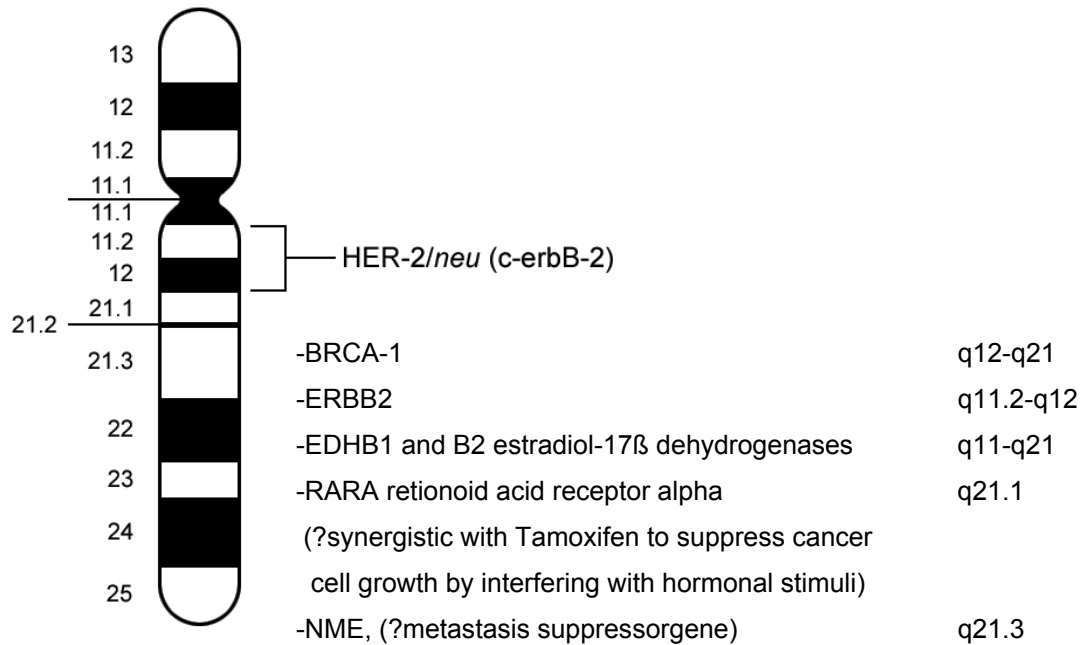 13
12
11.2
11.1
11.1
11.2
HER-2/neu (c-erbB-2)
12
21.1
21.2
21.3
-BRCA-1 q12-q21
-ERBB2 q11.2-q12
22
-EDHB1 and B2 estradiol-17ß dehydrogenases q11-q21
23
-RARA retionoid acid receptor alpha q21.1
24
(?synergistic with Tamoxifen to suppress cancer
cell growth by interfering with hormonal stimuli)
25
-NME, (?metastasis suppressorgene) q21.3